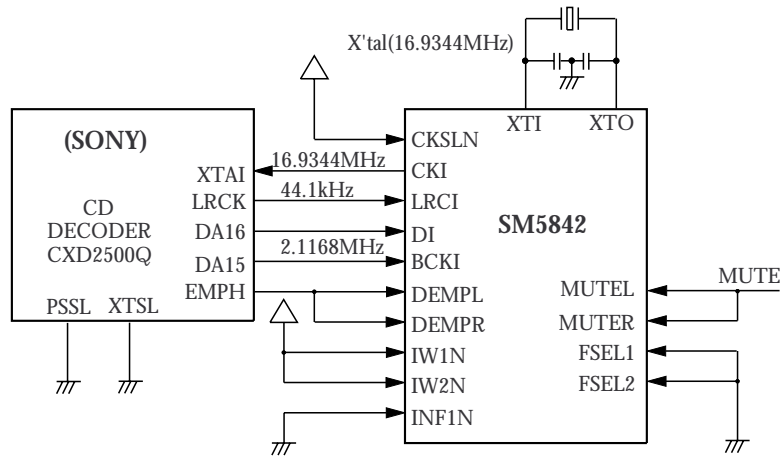 X'tal(16.9344MHz)
XTI
XTO
(SONY)
CD
DECODER
CXD2500Q
XTAI
LRCK
DA16
DA15
EMPH
PSSL
XTSL
16.9344MHz
44.1kHz
2.1168MHz
CKSLN
CKI
LRCI
DI
BCKI
DEMPL
DEMPR
IW1N
IW2N
INF1N
SM5842
MUTEL
MUTER
FSEL1
FSEL2
MUTE